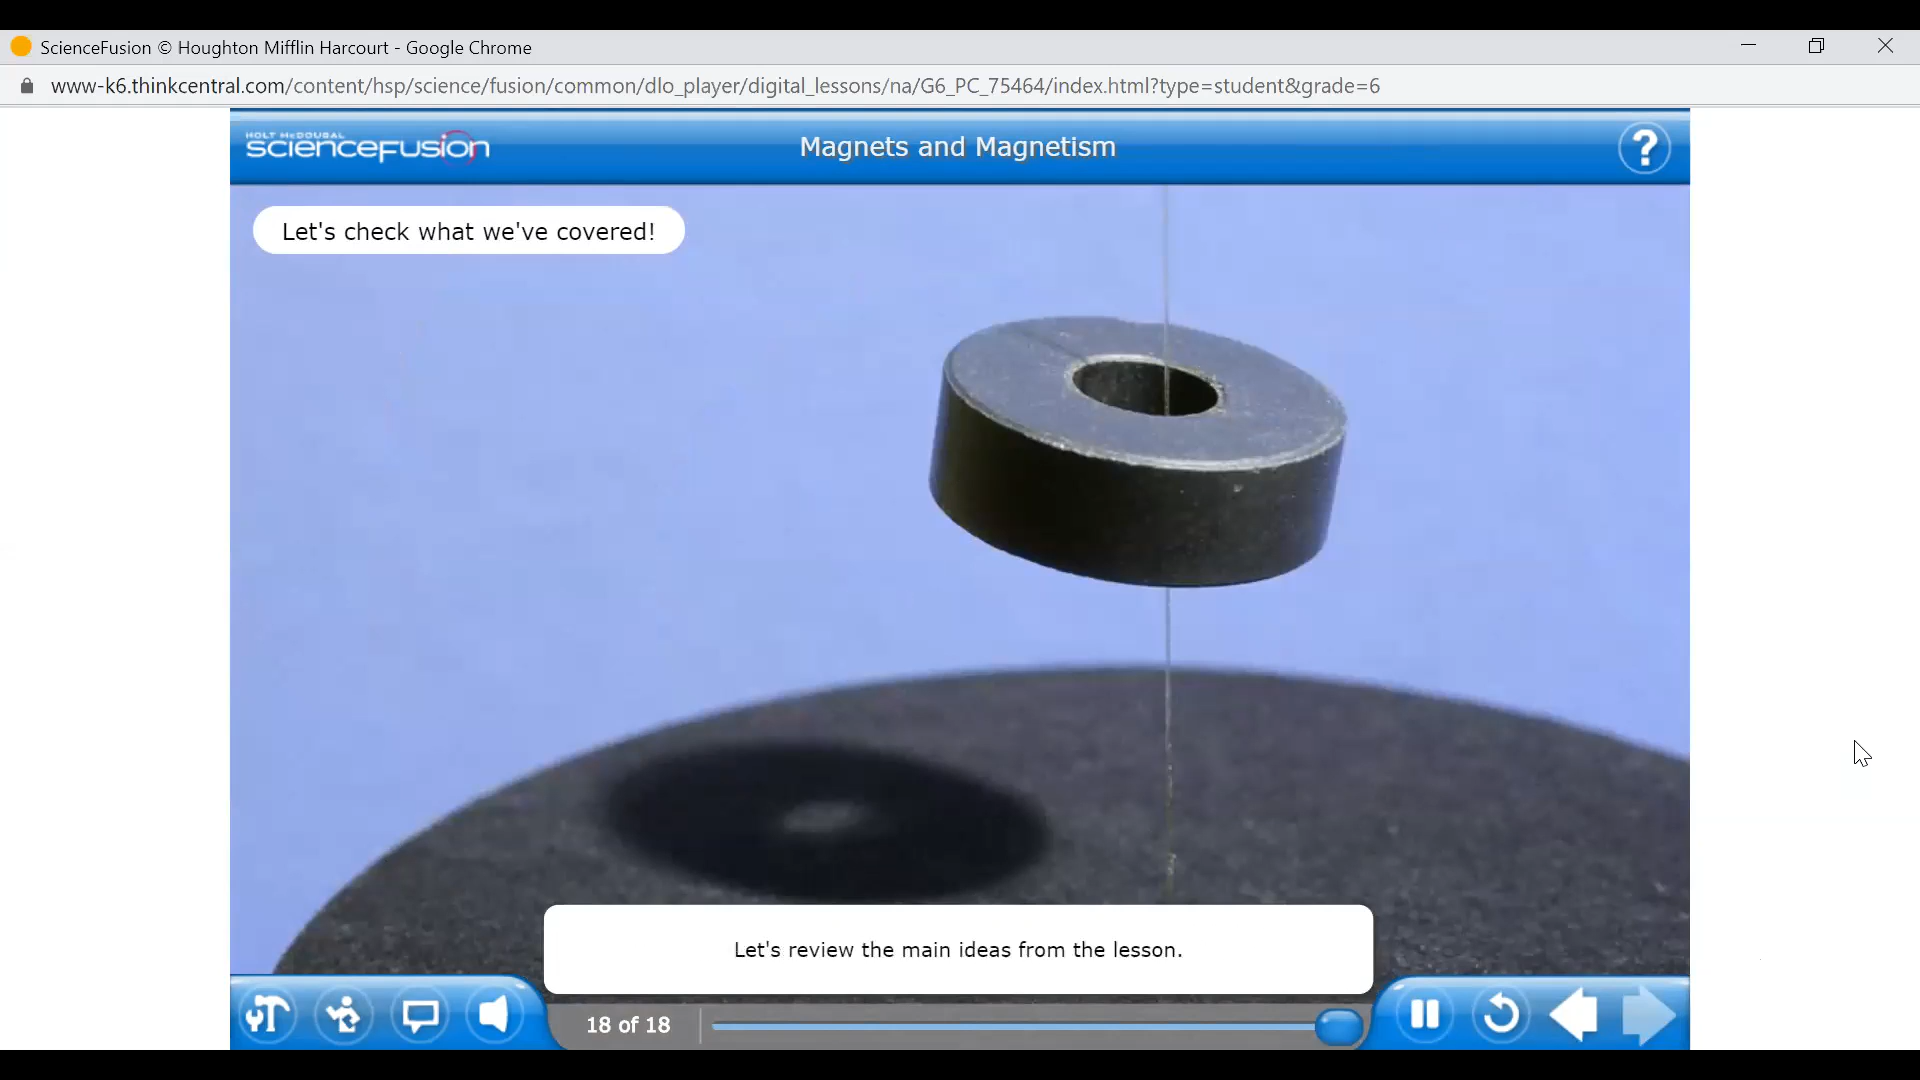 ScienceFusion © Houghton Mifflin Harcourt - Google Chrome
www-k6.thinkcentral.com/content/hsp/science/fusion/common/dlo_player/digital_lessons/na/G6_PC_75464/index.html?type=student&grade=6
HOLT McDOUGAL
scienceFusion
Magnets and Magnetism
?
Let's check what we've covered!
Let's review the main ideas from the lesson.
18 of 18